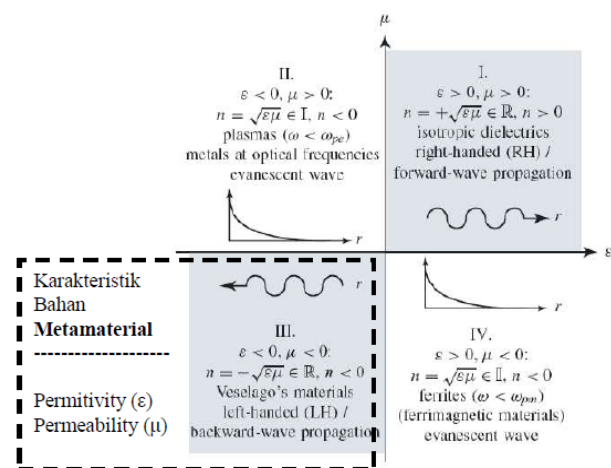 μ
II.
ε < 0, μ > 0:
n = √εμ ∈ I, n < 0
plasmas (ω < ωpe)
metals at optical frequencies
evanescent wave
r
I.
ε > 0, μ > 0:
n = +√εμ ∈ ℝ, n > 0
isotropic dielectrics
right-handed (RH) /
forward-wave propagation
r
ε
Karakteristik
Bahan
Metamaterial
--------------------
Permitivity (ε)
Permeability (μ)
r
III.
ε < 0, μ < 0:
n = −√εμ ∈ ℝ, n < 0
Veselago's materials
left-handed (LH) /
backward-wave propagation
r
IV.
ε > 0, μ < 0:
n = √εμ ∈ 𝕀, n < 0
ferrites (ω < ωpm)
(ferrimagnetic materials)
evanescent wave